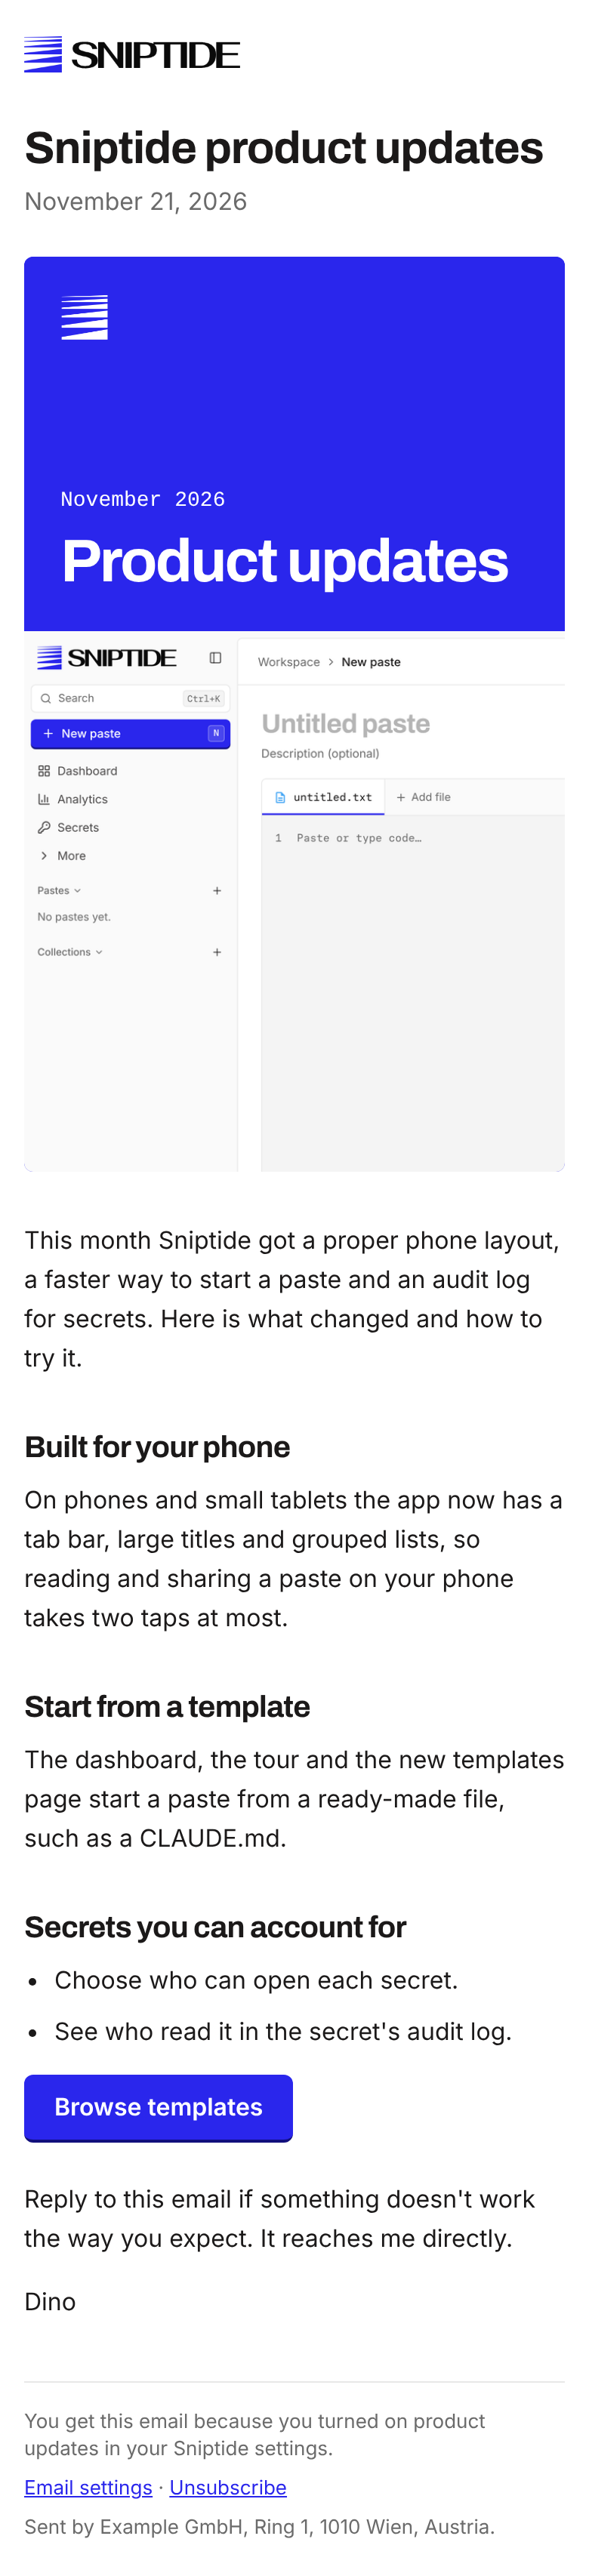 SNIPTIDE
Sniptide product updates
November 21, 2026
November 2026
Product updates
SNIPTIDE
Search Ctrl+K
New paste N
Dashboard
Analytics
Secrets
More
Pastes
No pastes yet.
Collections
Workspace > New paste
Untitled paste
Description (optional)
untitled.txt + Add file
1 Paste or type code…
This month Sniptide got a proper phone layout,
a faster way to start a paste and an audit log
for secrets. Here is what changed and how to
try it.
Built for your phone
On phones and small tablets the app now has a
tab bar, large titles and grouped lists, so
reading and sharing a paste on your phone
takes two taps at most.
Start from a template
The dashboard, the tour and the new templates
page start a paste from a ready-made file,
such as a CLAUDE.md.
Secrets you can account for
• Choose who can open each secret.
• See who read it in the secret's audit log.
Browse templates
Reply to this email if something doesn't work
the way you expect. It reaches me directly.
Dino
You get this email because you turned on product
updates in your Sniptide settings.
Email settings · Unsubscribe
Sent by Example GmbH, Ring 1, 1010 Wien, Austria.